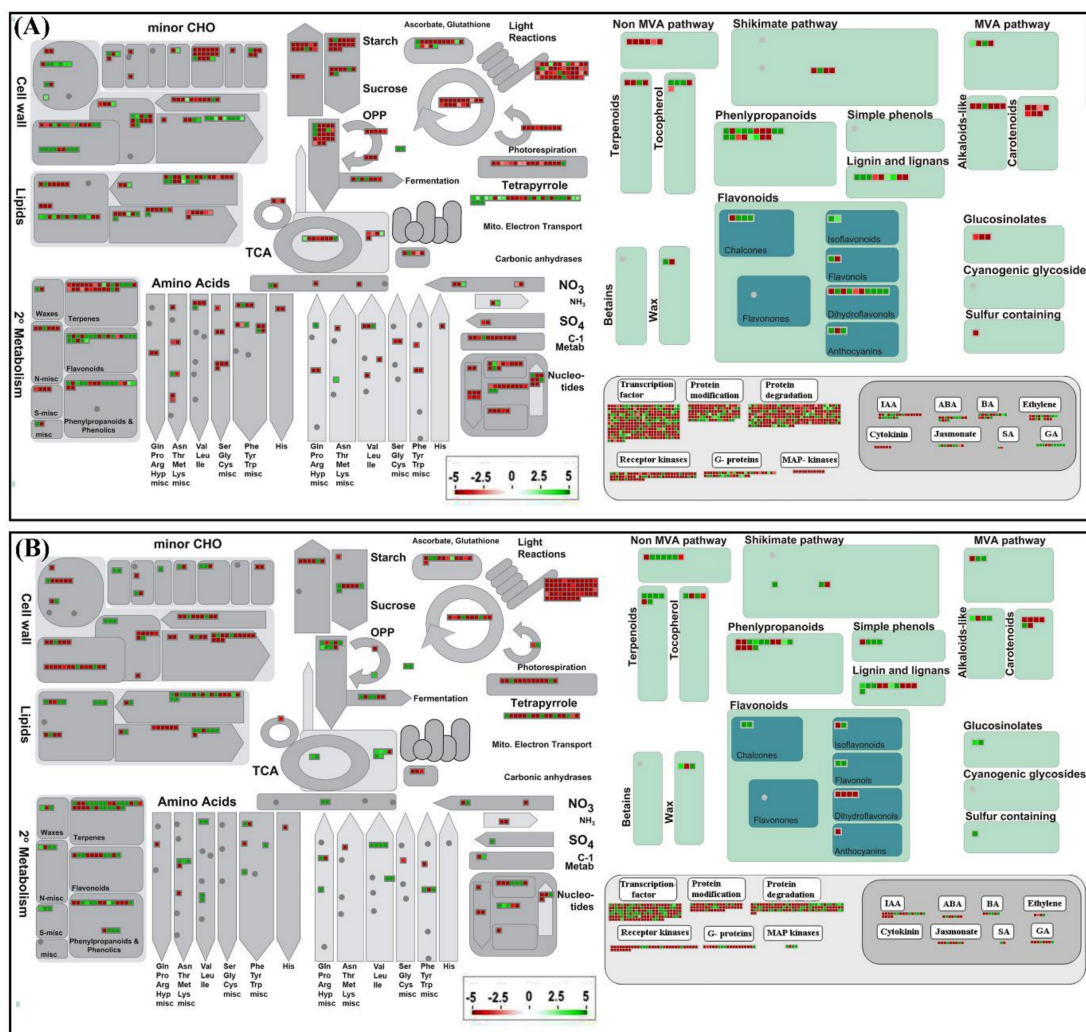 (A)
minor CHO
Cell wall
Lipids
Starch
Sucrose
OPP
Ascorbate, Glutathione
Light
Reactions
Photorespiration
Fermentation
Tetrapyrrole
Mito. Electron Transport
TCA
Carbonic anhydrases
2° Metabolism
Waxes
Terpenes
Flavonoids
N-misc
S-misc
Phenylpropanoids &
Phenolics
misc
Amino Acids
NO3
NH3
SO4
C-1
Metab
Nucleo-
tides
Gln
Pro
Arg
Hyp
misc
Asn
Thr
Met
Lys
misc
Val
Leu
Ile
Ser
Gly
Cys
misc
Phe
Tyr
Trp
misc
His
Gln
Pro
Arg
Hyp
misc
Asn
Thr
Met
Lys
misc
Val
Leu
Ile
Ser
Gly
Cys
misc
Phe
Tyr
Trp
misc
His
-5 -2.5 0 2.5 5
Non MVA pathway
Shikimate pathway
MVA Pathway
Terpenoids
Tocopherol
Phenlypropanoids
Simple phenols
Lignin and lignans
Alkaloids-like
Carotenoids
Flavonoids
Chalcones
Flavonones
Isoflavonoids
Flavonols
Dihydroflavonols
Anthocyanins
Betains
Wax
Glucosinolates
Cyanogenic glycosides
Sulfur containing
Transcription
factor
Protein
modification
Protein
degradation
Receptor kinases
G- proteins
MAP- kinases
IAA
ABA
BA
Ethylene
Cytokinin
Jasmonate
SA
GA
(B)
minor CHO
Cell wall
Lipids
Starch
Sucrose
OPP
Ascorbate, Glutathione
Light
Reactions
Photorespiration
Fermentation
Tetrapyrrole
Mito. Electron Transport
TCA
Carbonic anhydrases
2° Metabolism
Waxes
Terpenes
Flavonoids
N-misc
S-misc
Phenylpropanoids &
Phenolics
misc
Amino Acids
NO3
NH3
SO4
C-1
Metab
Nucleo-
tides
Gln
Pro
Arg
Hyp
misc
Asn
Thr
Met
Lys
misc
Val
Leu
Ile
Ser
Gly
Cys
misc
Phe
Tyr
Trp
misc
His
Gln
Pro
Arg
Hyp
misc
Asn
Thr
Met
Lys
misc
Val
Leu
Ile
Ser
Gly
Cys
misc
Phe
Tyr
Trp
misc
His
-5 -2.5 0 2.5 5
Non MVA pathway
Shikimate pathway
MVA pathway
Terpenoids
Tocopherol
Phenlypropanoids
Simple phenols
Lignin and lignans
Alkaloids-like
Carotenoids
Flavonoids
Chalcones
Flavonones
Isoflavonoids
Flavonols
Dihydroflavonols
Anthocyanins
Betains
Wax
Glucosinolates
Cyanogenic glycosides
Sulfur containing
Transcription-
factor
Protein
modification
Protein
degradation
Receptor kinases
G- proteins
MAP kinases
IAA
ABA
BA
Ethylene
Cytokinin
Jasmonate
SA
GA